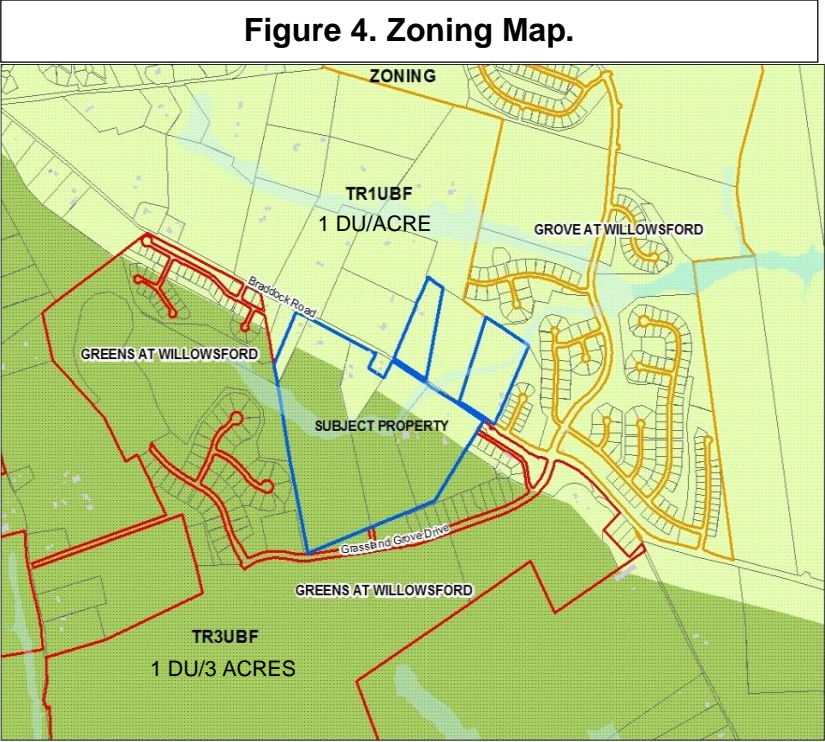 Figure 4. Zoning Map.
ZONING
TR1UBF
1 DU/ACRE
GROVE AT WILLOWSFORD
Braddock Road
GREENS AT WILLOWSFORD
SUBJECT PROPERTY
Grassland Grove Drive
GREENS AT WILLOWSFORD
TR3UBF
1 DU/3 ACRES